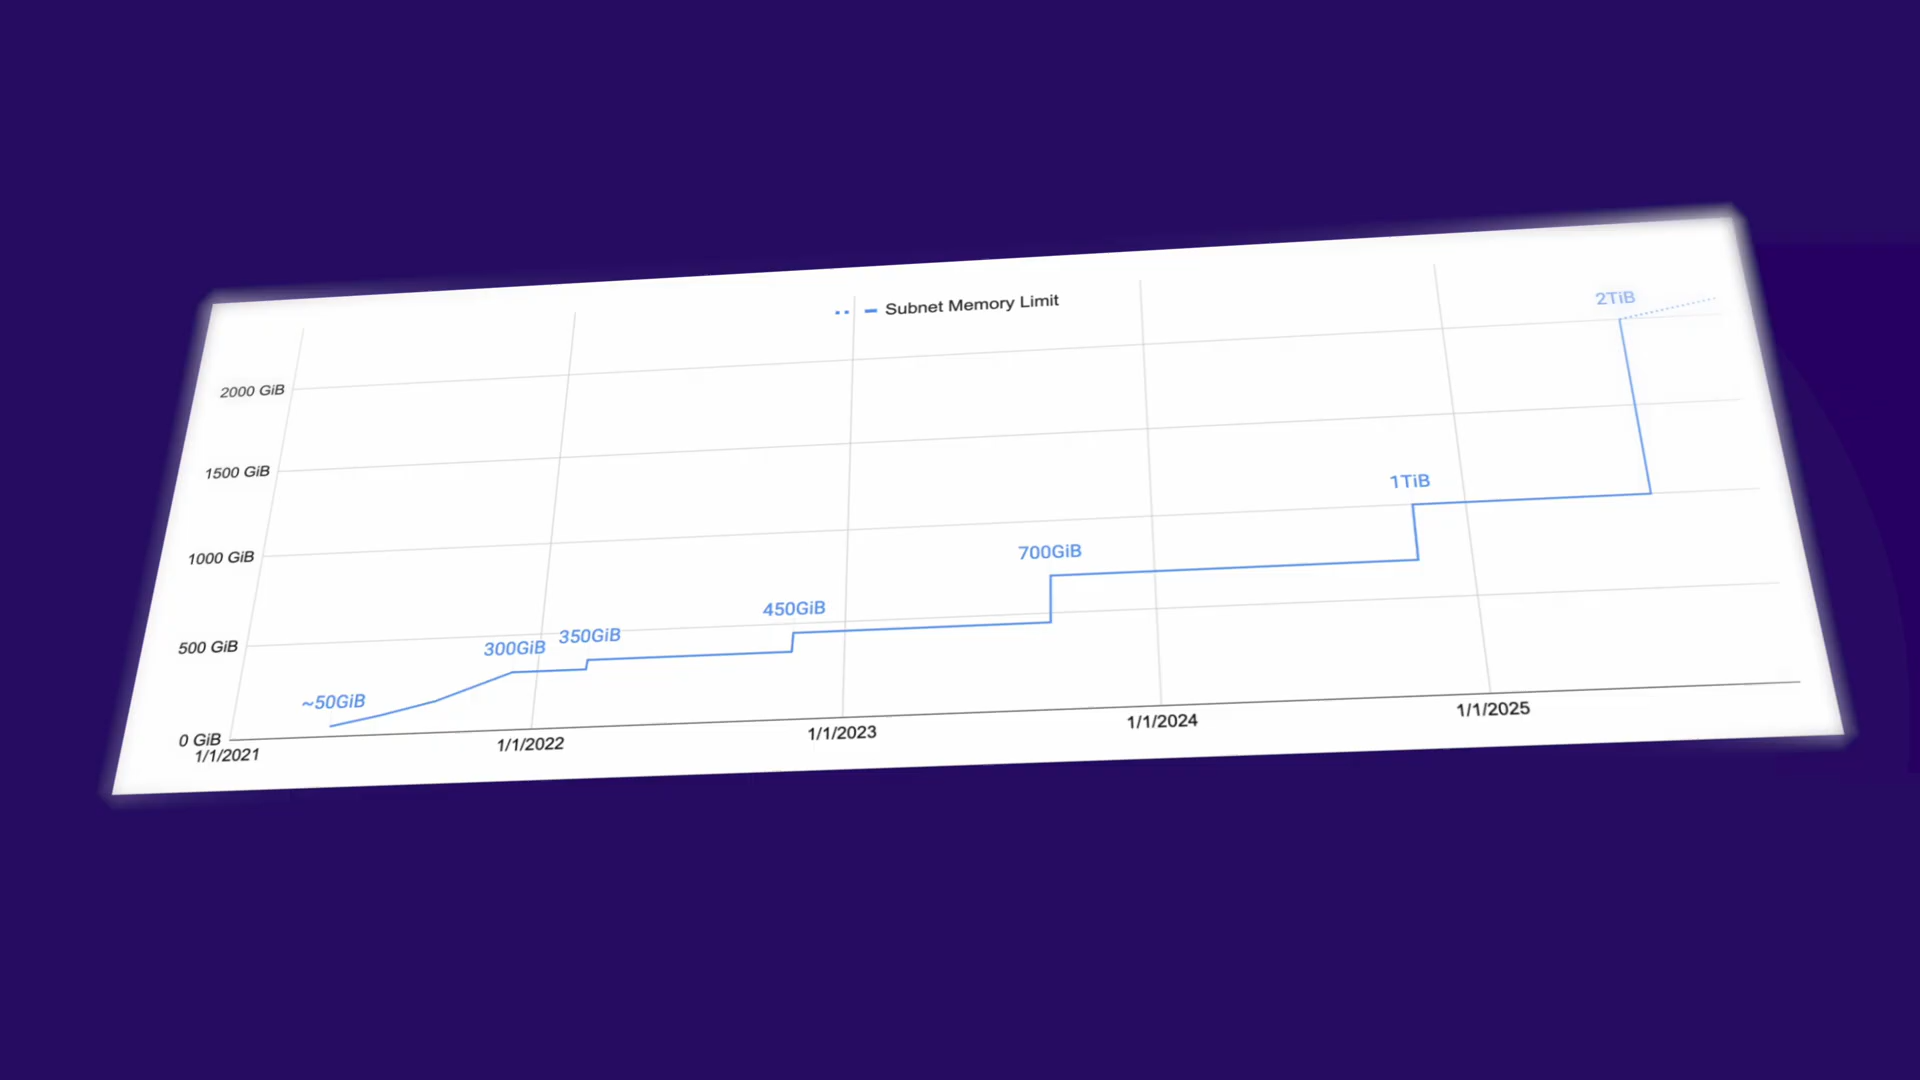 Subnet Memory Limit
2000 GiB
1500 GiB
1000 GiB
500 GiB
0 GiB
~50GiB
300GiB
350GiB
450GiB
700GiB
1TiB
2TiB
1/1/2021
1/1/2022
1/1/2023
1/1/2024
1/1/2025